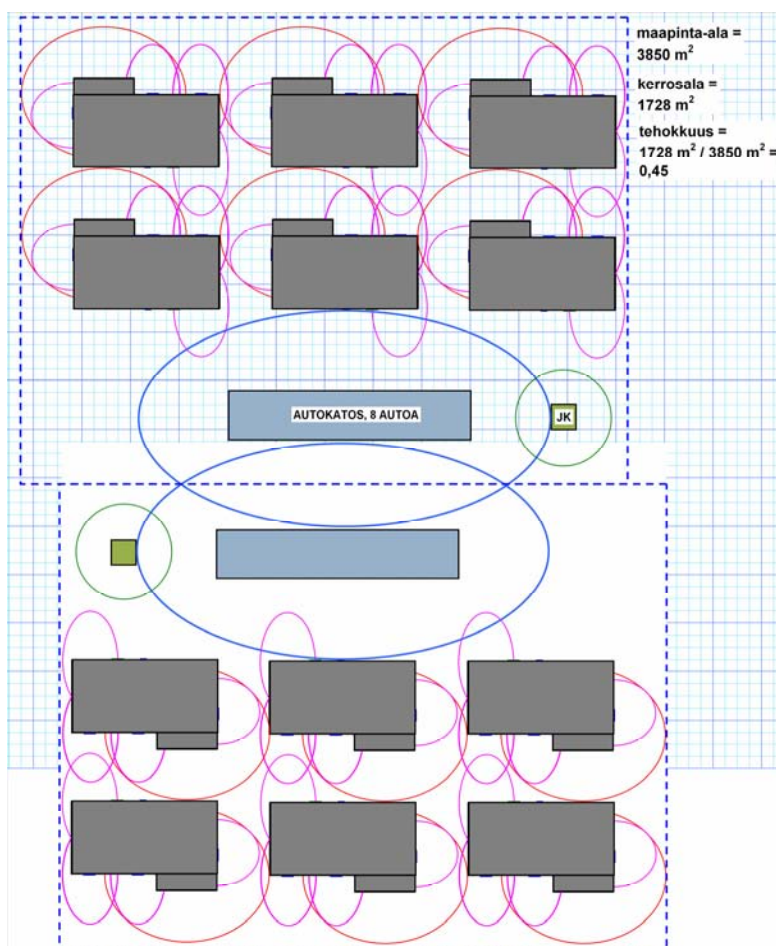 maapinta-ala =
3850 m²
kerrosala =
1728 m²
tehokkuus =
1728 m² / 3850 m² =
0,45
AUTOKATOS, 8 AUTOA
JK